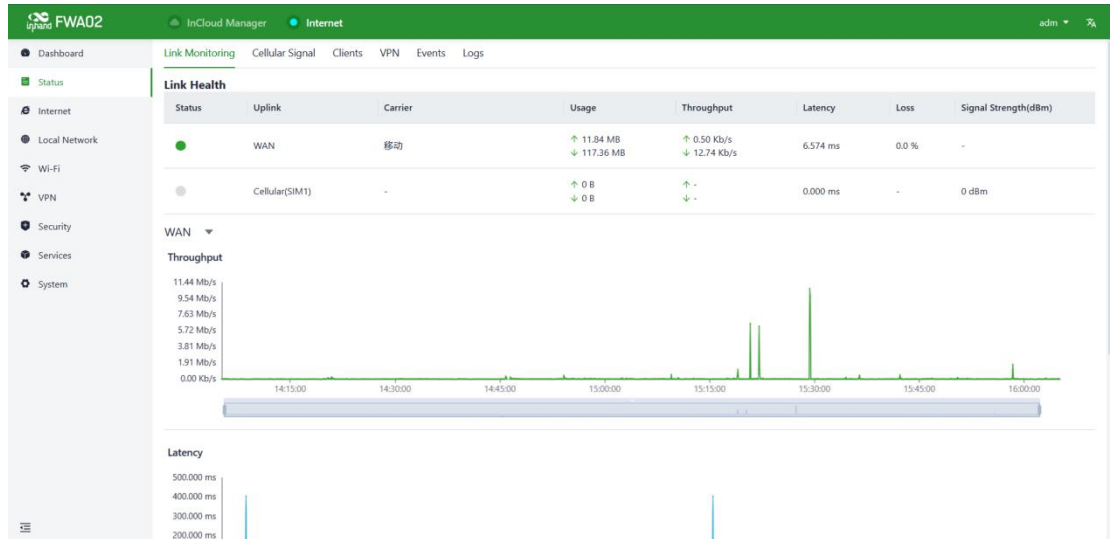 inhand FWA02 InCloud Manager Internet adm
Dashboard
Status
Internet
Local Network
Wi-Fi
VPN
Security
Services
System
Link Monitoring Cellular Signal Clients VPN Events Logs
Link Health
Status Uplink Carrier Usage Throughput Latency Loss Signal Strength(dBm)
WAN 移动 ↑ 11.84 MB ↑ 0.50 Kb/s 6.574 ms 0.0 % -
↓ 117.36 MB ↓ 12.74 Kb/s
Cellular(SIM1) - ↑ 0 B ↑ - 0.000 ms - 0 dBm
↓ 0 B ↓ -
WAN
Throughput
11.44 Mb/s
9.54 Mb/s
7.63 Mb/s
5.72 Mb/s
3.81 Mb/s
1.91 Mb/s
0.00 Kb/s
14:15:00 14:30:00 14:45:00 15:00:00 15:15:00 15:30:00 15:45:00 16:00:00
Latency
500.000 ms
400.000 ms
300.000 ms
200.000 ms